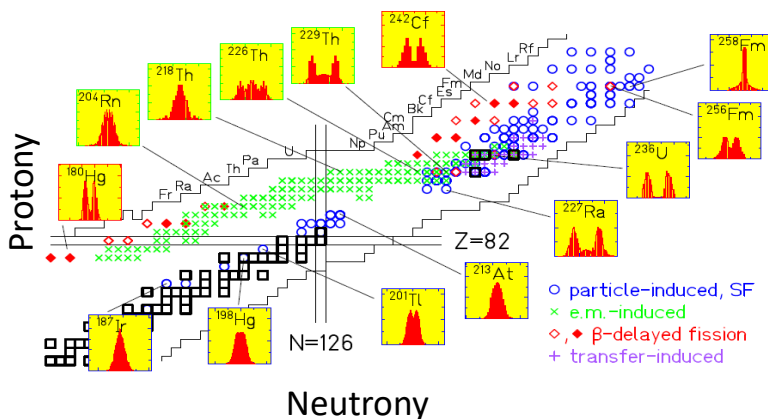 ²⁴²Cf
²²⁹Th
²²⁶Th
²¹⁸Th
²⁰⁴Rn
¹⁸⁰Hg
²⁵⁸Fm
²⁵⁶Fm
²³⁶U
²²⁷Ra
²¹³At
²⁰¹Tl
¹⁹⁸Hg
¹⁸⁷Ir
Fr
Ra
Ac
Th
Pa
U
Np
Pu
Am
Cm
Bk
Cf
Es
Fm
Md
No
Lr
Rf
Protony
Z=82
N=126
particle-induced, SF
e.m.-induced
, β-delayed fission
transfer-induced
Neutrony